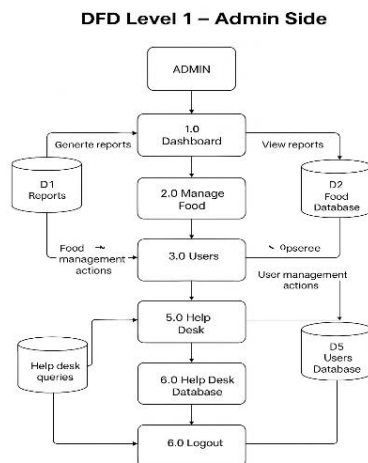 DFD Level 1 – Admin Side
ADMIN
Generte reports
1.0
Dashboard
View reports
D1
Reports
2.0 Manage
Food
D2
Food
Database
Food
management
actions
3.0 Users
Opseree
User management
actions
5.0 Help
Desk
Help desk
queries
6.0 Help Desk
Database
D5
Users
Database
6.0 Logout